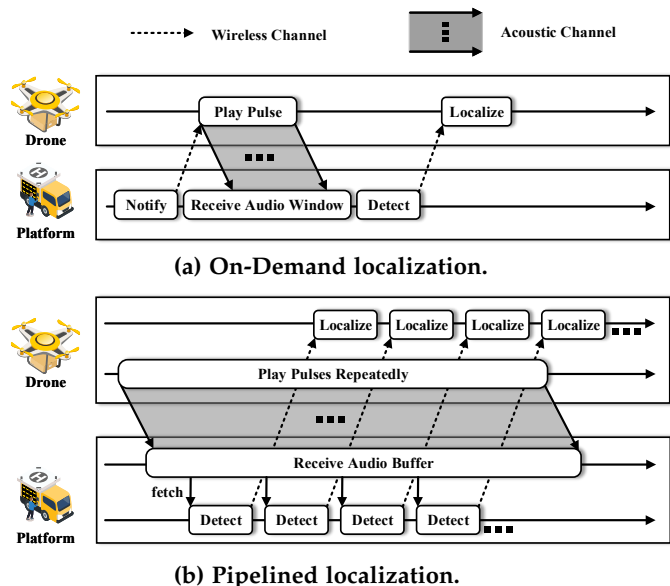 Wireless Channel
Acoustic Channel
Drone
Play Pulse
Localize
Platform
Notify
Receive Audio Window
Detect
(a) On-Demand localization.
Drone
Localize
Localize
Localize
Localize
Play Pulses Repeatedly
Platform
Receive Audio Buffer
fetch
Detect
Detect
Detect
Detect
(b) Pipelined localization.